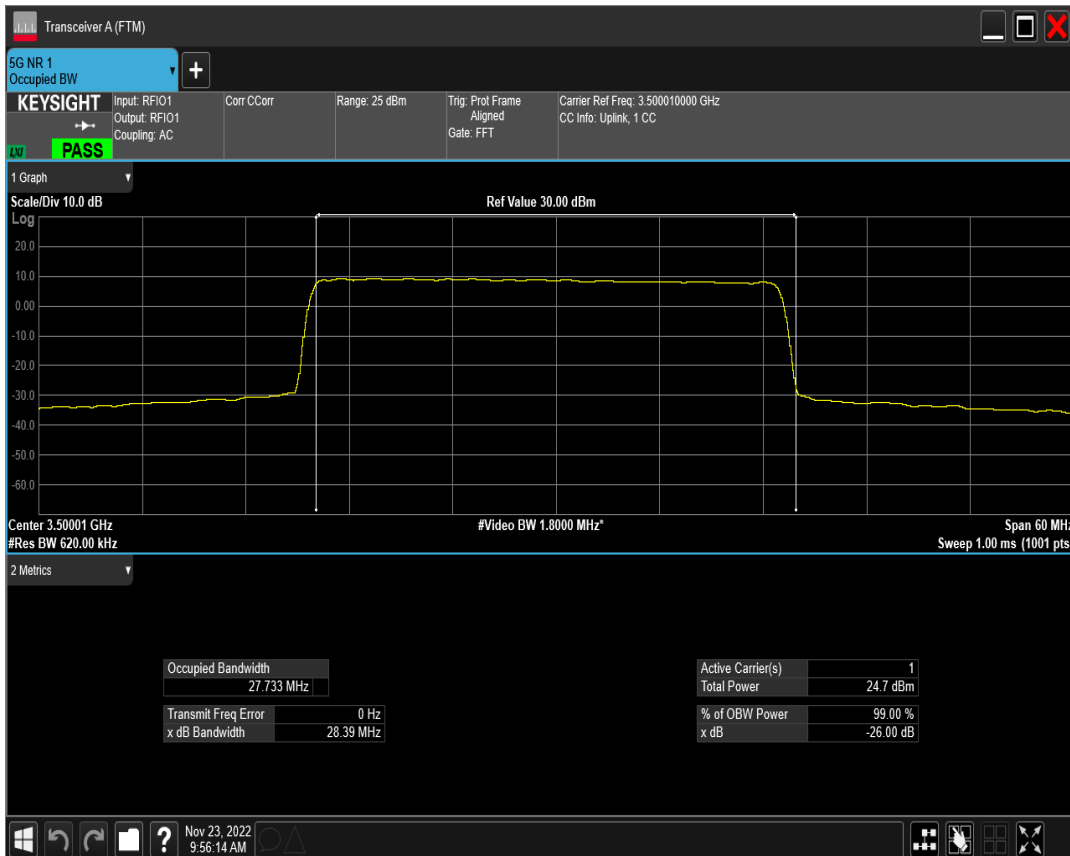 Transceiver A (FTM)
5G NR 1
Occupied BW
+
KEYSIGHT
LXI
PASS
Input: RFIO1
Output: RFIO1
Coupling: AC
Corr CCorr
Range: 25 dBm
Trig: Prot Frame
Aligned
Gate: FFT
Carrier Ref Freq: 3.500010000 GHz
CC Info: Uplink, 1 CC
1 Graph
Scale/Div 10.0 dB
Ref Value 30.00 dBm
Log
20.0
10.0
0.00
-10.0
-20.0
-30.0
-40.0
-50.0
-60.0
Center 3.50001 GHz
#Video BW 1.8000 MHz*
Span 60 MHz
#Res BW 620.00 kHz
Sweep 1.00 ms (1001 pts
2 Metrics
Occupied Bandwidth
27.733 MHz
Transmit Freq Error 0 Hz
x dB Bandwidth 28.39 MHz
Active Carrier(s) 1
Total Power 24.7 dBm
% of OBW Power 99.00 %
x dB -26.00 dB
?
Nov 23, 2022
9:56:14 AM